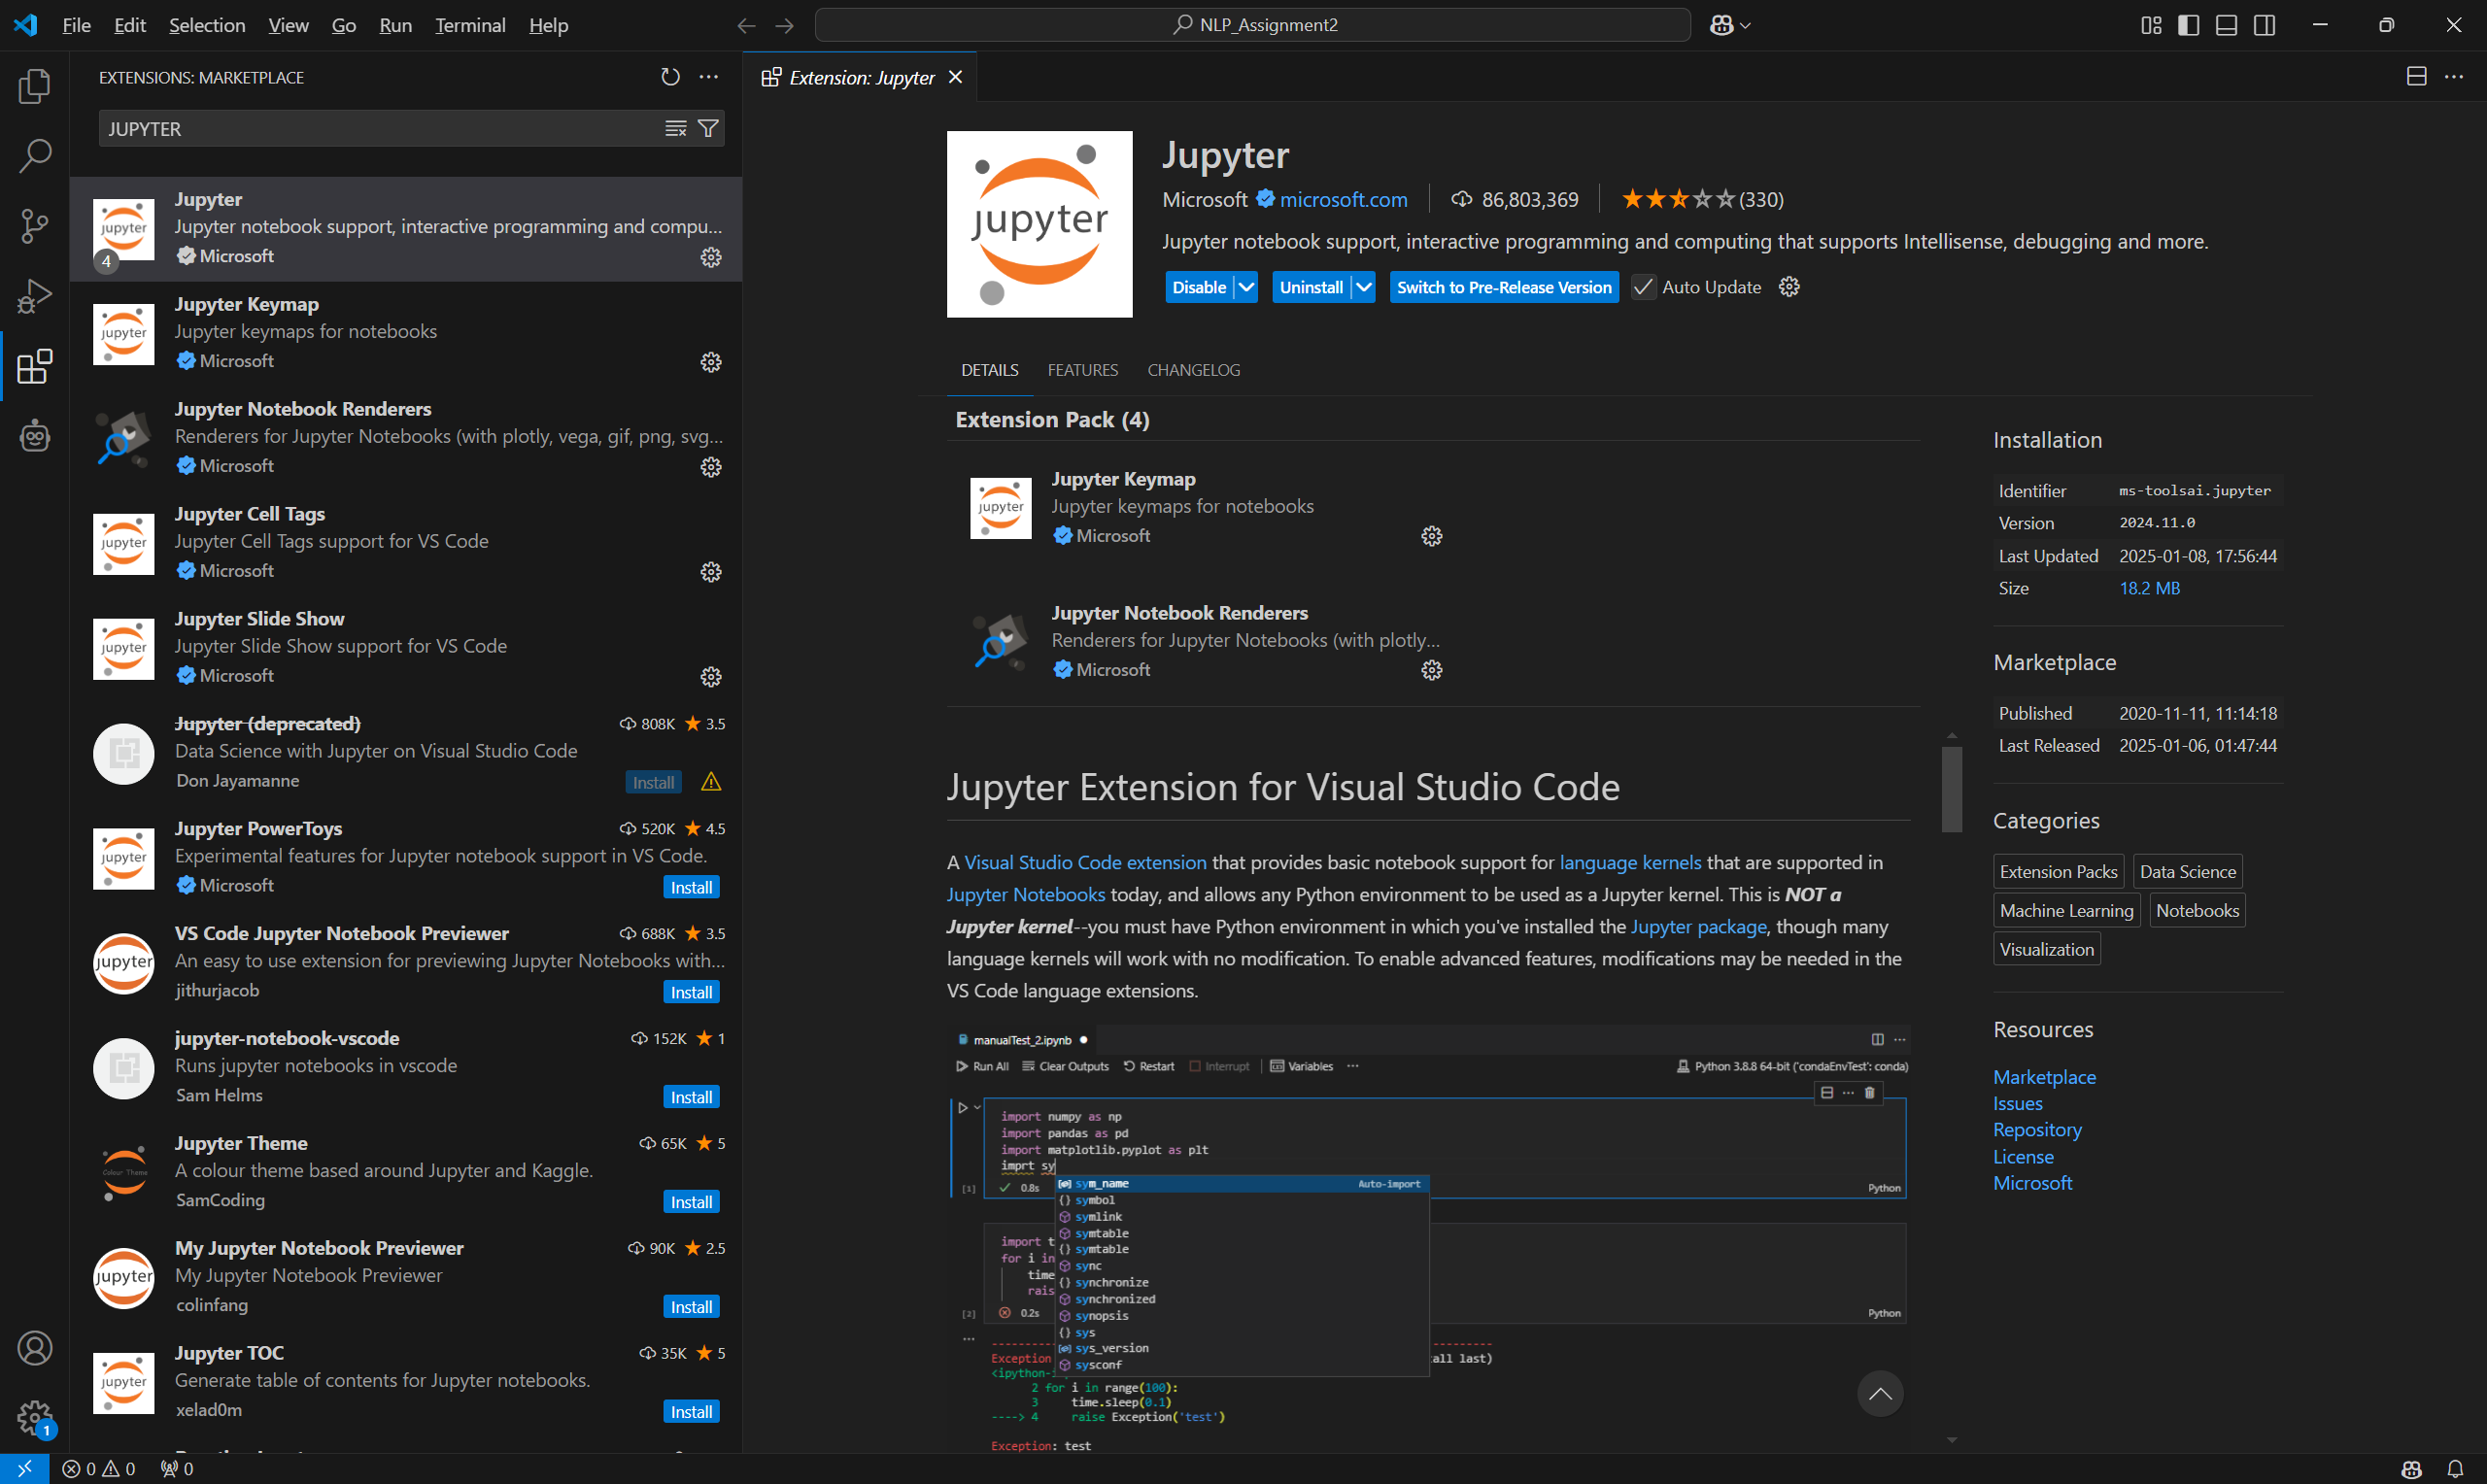 File Edit Selection View Go Run Terminal Help
NLP_Assignment2
EXTENSIONS: MARKETPLACE
JUPYTER
jupyter
4
Jupyter
Jupyter notebook support, interactive programming and compu...
Microsoft
jupyter
Jupyter Keymap
Jupyter keymaps for notebooks
Microsoft
Jupyter Notebook Renderers
Renderers for Jupyter Notebooks (with plotly, vega, gif, png, svg...
Microsoft
jupyter
Jupyter Cell Tags
Jupyter Cell Tags support for VS Code
Microsoft
jupyter
Jupyter Slide Show
Jupyter Slide Show support for VS Code
Microsoft
Jupyter (deprecated) 808K 3.5
Data Science with Jupyter on Visual Studio Code
Don Jayamanne Install
jupyter
Jupyter PowerToys 520K 4.5
Experimental features for Jupyter notebook support in VS Code.
Microsoft Install
jupyter
VS Code Jupyter Notebook Previewer 688K 3.5
An easy to use extension for previewing Jupyter Notebooks with...
jithurjacob Install
jupyter-notebook-vscode 152K 1
Runs jupyter notebooks in vscode
Sam Helms Install
Colour Theme
Jupyter Theme 65K 5
A colour theme based around Jupyter and Kaggle.
SamCoding Install
jupyter
My Jupyter Notebook Previewer 90K 2.5
My Jupyter Notebook Previewer
colinfang Install
jupyter
Jupyter TOC 35K 5
Generate table of contents for Jupyter notebooks.
xelad0m Install
1
0 0 0
Extension: Jupyter
jupyter
Jupyter
Microsoft microsoft.com 86,803,369 (330)
Jupyter notebook support, interactive programming and computing that supports Intellisense, debugging and more.
Disable Uninstall Switch to Pre-Release Version Auto Update
DETAILS FEATURES CHANGELOG
Extension Pack (4)
jupyter
Jupyter Keymap
Jupyter keymaps for notebooks
Microsoft
Jupyter Notebook Renderers
Renderers for Jupyter Notebooks (with plotly...
Microsoft
Jupyter Extension for Visual Studio Code
A Visual Studio Code extension that provides basic notebook support for language kernels that are supported in
Jupyter Notebooks today, and allows any Python environment to be used as a Jupyter kernel. This is NOT a
Jupyter kernel--you must have Python environment in which you've installed the Jupyter package, though many
language kernels will work with no modification. To enable advanced features, modifications may be needed in the
VS Code language extensions.
manualTest_2.ipynb
Run All Clear Outputs Restart Interrupt Variables ... Python 3.8.8 64-bit ('condaEnvTest': conda)
import numpy as np
import pandas as pd
import matplotlib.pyplot as plt
imprt sy
[1] 0.8s Python
sym_name Auto-import
symbol
symlink
symtable
symtable
sync
synchronize
synchronized
synopsis
sys
sys_version
sysconf
import t
for i in
time
rais
[2] 0.2s Python
Exception all last)
<ipython-
2 for i in range(100):
3 time.sleep(0.1)
----> 4 raise Exception('test')
Exception: test
Installation
Identifier ms-toolsai.jupyter
Version 2024.11.0
Last Updated 2025-01-08, 17:56:44
Size 18.2 MB
Marketplace
Published 2020-11-11, 11:14:18
Last Released 2025-01-06, 01:47:44
Categories
Extension Packs Data Science
Machine Learning Notebooks
Visualization
Resources
Marketplace
Issues
Repository
License
Microsoft